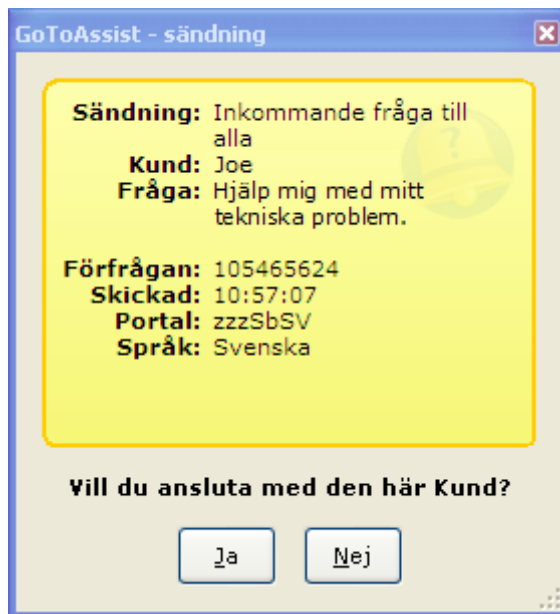 GoToAssist - sändning
Sändning: Inkommande fråga till
alla
Kund: Joe
Fråga: Hjälp mig med mitt
tekniska problem.
Förfrågan: 105465624
Skickad: 10:57:07
Portal: zzzSbSV
Språk: Svenska
Vill du ansluta med den här Kund?
Ja Nej